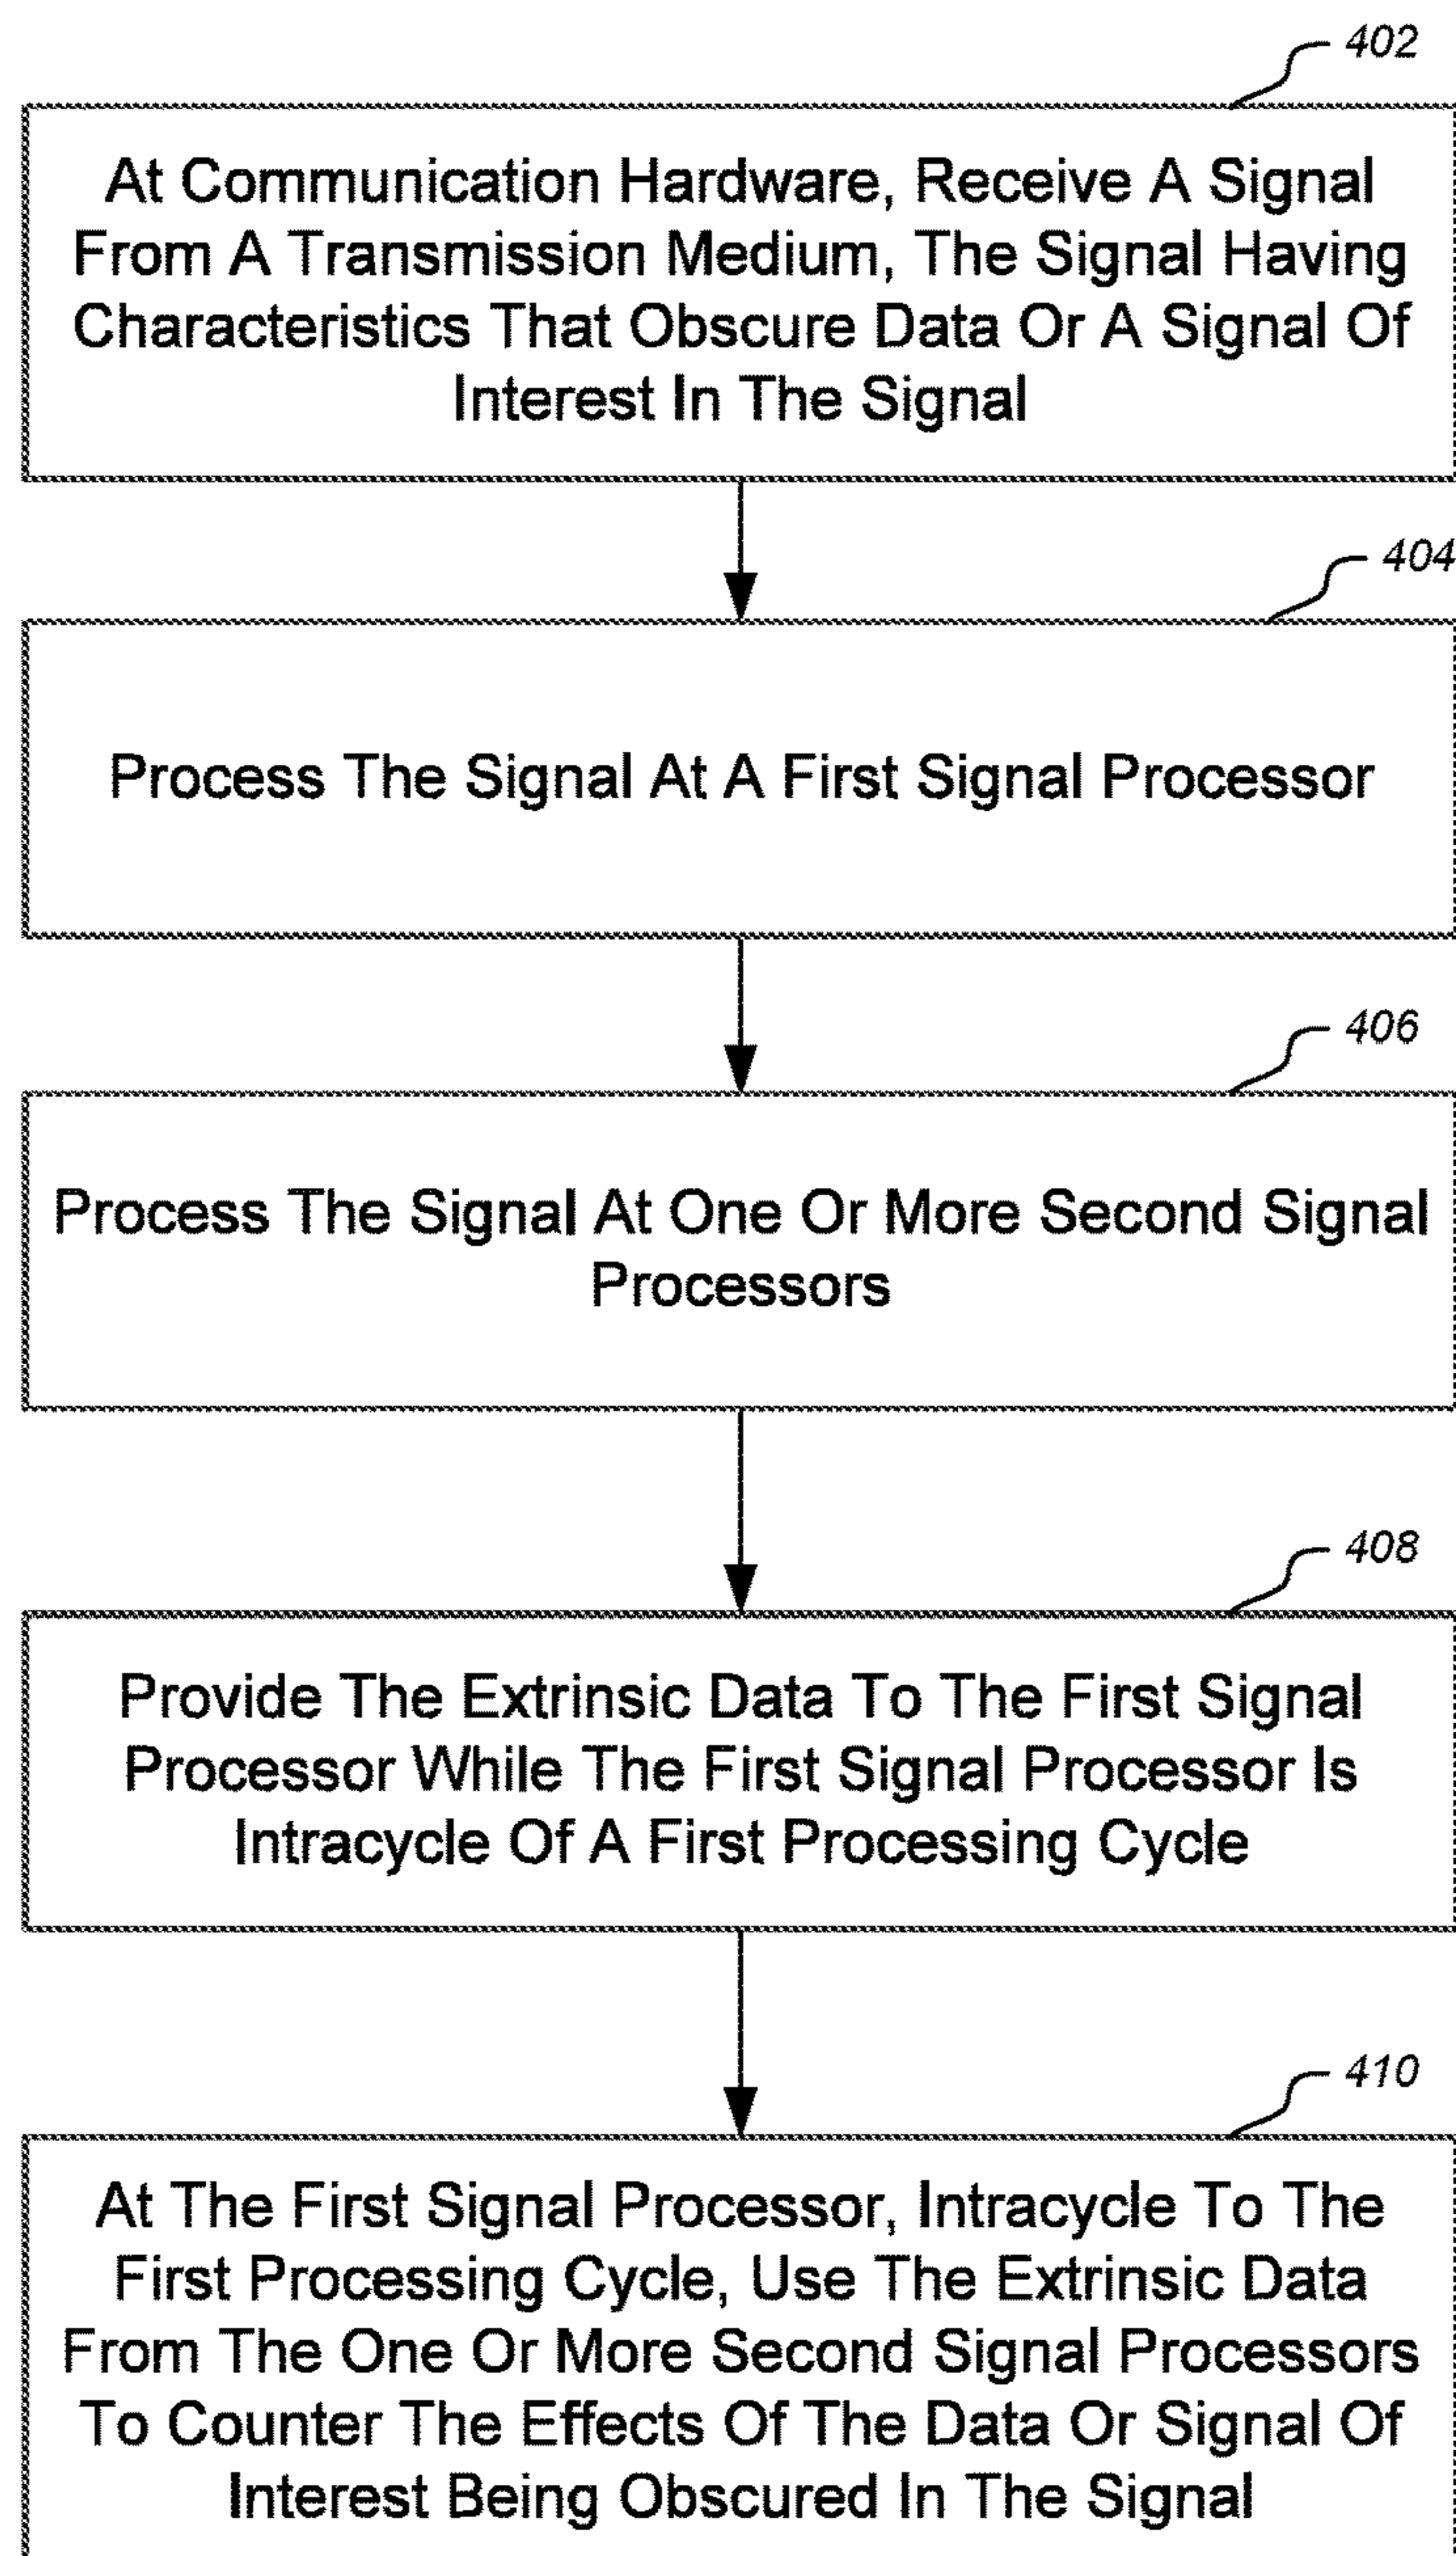 402
At Communication Hardware, Receive A Signal
From A Transmission Medium, The Signal Having
Characteristics That Obscure Data Or A Signal Of
Interest In The Signal
404
Process The Signal At A First Signal Processor
406
Process The Signal At One Or More Second Signal
Processors
408
Provide The Extrinsic Data To The First Signal
Processor While The First Signal Processor Is
Intracycle Of A First Processing Cycle
410
At The First Signal Processor, Intracycle To The
First Processing Cycle, Use The Extrinsic Data
From The One Or More Second Signal Processors
To Counter The Effects Of The Data Or Signal Of
Interest Being Obscured In The Signal